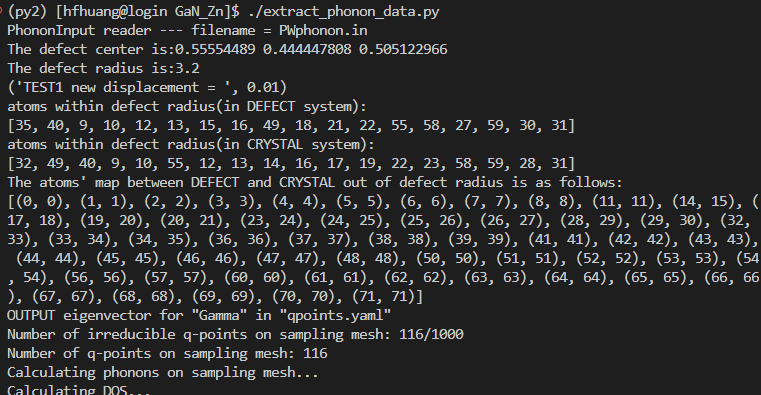 (py2) [hfhuang@login GaN_Zn]$ ./extract_phonon_data.py
PhononInput reader --- filename = PWphonon.in
The defect center is:0.55554489 0.444447808 0.505122966
The defect radius is:3.2
('TEST1 new displacement = ', 0.01)
atoms within defect radius(in DEFECT system):
[35, 40, 9, 10, 12, 13, 15, 16, 49, 18, 21, 22, 55, 58, 27, 59, 30, 31]
atoms within defect radius(in CRYSTAL system):
[32, 49, 40, 9, 10, 55, 12, 13, 14, 16, 17, 19, 22, 23, 58, 59, 28, 31]
The atoms' map between DEFECT and CRYSTAL out of defect radius is as follows:
[(0, 0), (1, 1), (2, 2), (3, 3), (4, 4), (5, 5), (6, 6), (7, 7), (8, 8), (11, 11), (14, 15), (
17, 18), (19, 20), (20, 21), (23, 24), (24, 25), (25, 26), (26, 27), (28, 29), (29, 30), (32,
33), (33, 34), (34, 35), (36, 36), (37, 37), (38, 38), (39, 39), (41, 41), (42, 42), (43, 43),
(44, 44), (45, 45), (46, 46), (47, 47), (48, 48), (50, 50), (51, 51), (52, 52), (53, 53), (54
, 54), (56, 56), (57, 57), (60, 60), (61, 61), (62, 62), (63, 63), (64, 64), (65, 65), (66, 66
), (67, 67), (68, 68), (69, 69), (70, 70), (71, 71)]
OUTPUT eigenvector for "Gamma" in "qpoints.yaml"
Number of irreducible q-points on sampling mesh: 116/1000
Number of q-points on sampling mesh: 116
Calculating phonons on sampling mesh...
Calculating DOS...